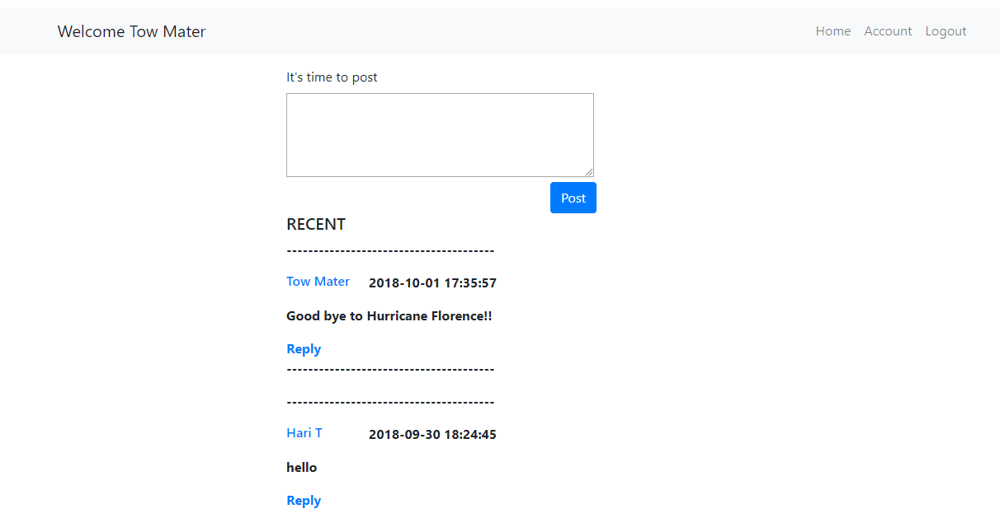 Welcome Tow Mater Home Account Logout
It's time to post
Post
RECENT
---------------------------------------
Tow Mater 2018-10-01 17:35:57
Good bye to Hurricane Florence!!
Reply
---------------------------------------
---------------------------------------
Hari T 2018-09-30 18:24:45
hello
Reply